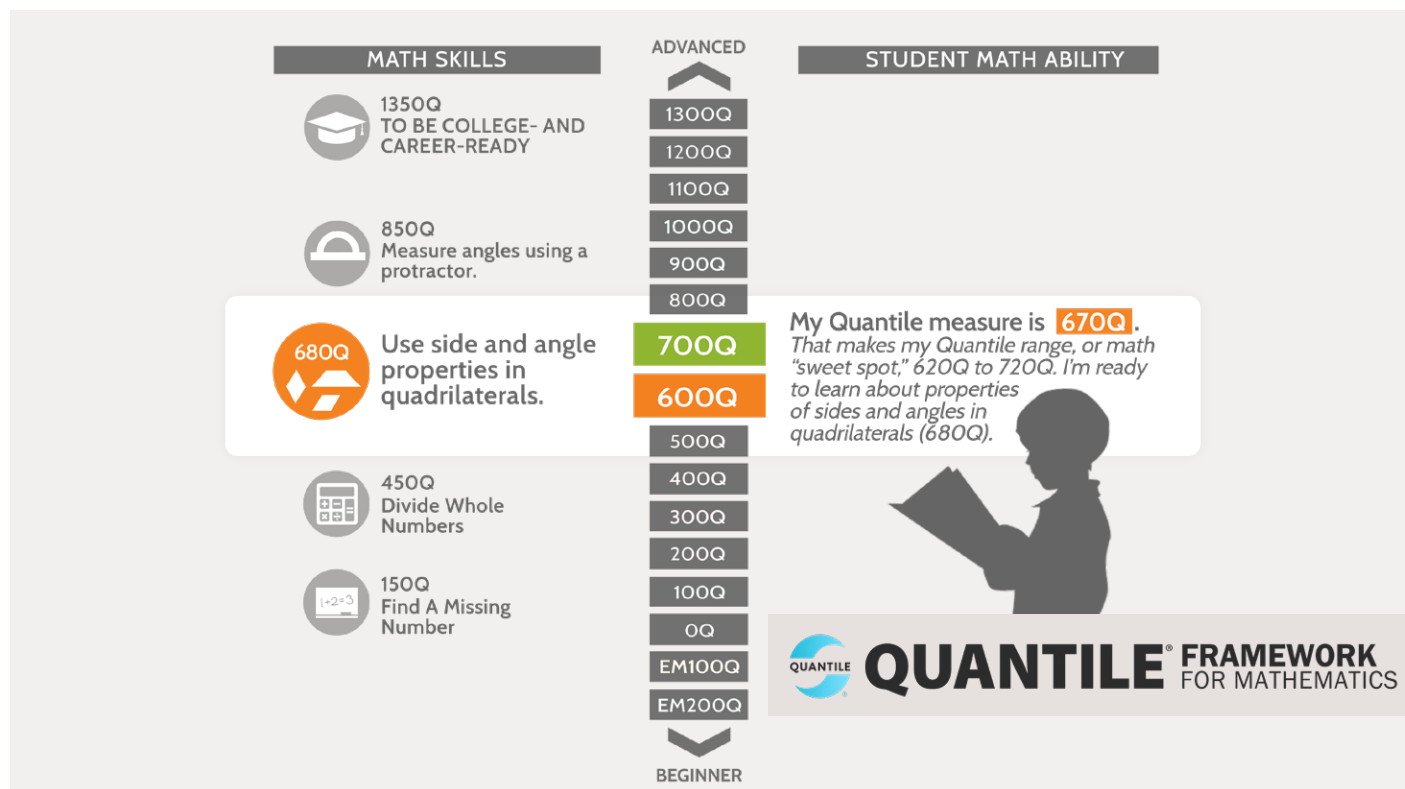 MATH SKILLS
1350Q
TO BE COLLEGE- AND
CAREER-READY
850Q
Measure angles using a
protractor.
680Q
Use side and angle
properties in
quadrilaterals.
450Q
Divide Whole
Numbers
1+2=3
150Q
Find A Missing
Number
ADVANCED
1300Q
1200Q
1100Q
1000Q
900Q
800Q
700Q
600Q
500Q
400Q
300Q
200Q
100Q
0Q
EM100Q
EM200Q
BEGINNER
STUDENT MATH ABILITY
My Quantile measure is 670Q.
That makes my Quantile range, or math
“sweet spot,” 620Q to 720Q. I’m ready
to learn about properties
of sides and angles in
quadrilaterals (680Q).
QUANTILE
®
QUANTILE®
FRAMEWORK
FOR MATHEMATICS